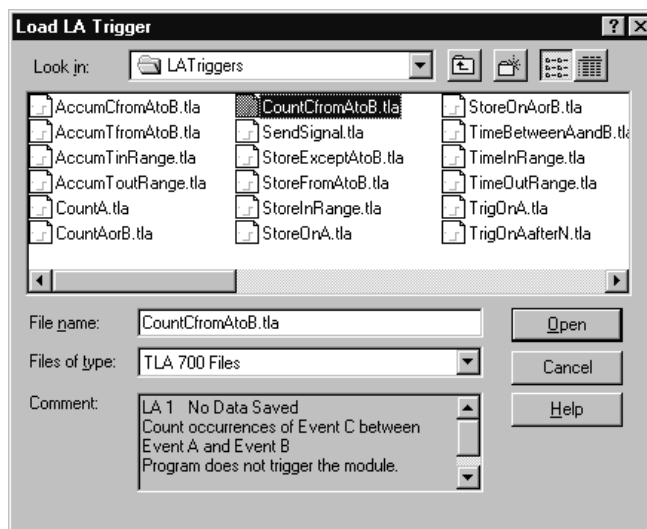 Load LA Trigger
Look in: LATriggers
AccumCfromAtoB.tla CountCfromAtoB.tla StoreOnAorB.tla
AccumTfromAtoB.tla SendSignal.tla TimeBetweenAandB.tla
AccumTinRange.tla StoreExceptAtoB.tla TimeInRange.tla
AccumToutRange.tla StoreFromAtoB.tla TimeOutRange.tla
CountA.tla StoreInRange.tla TrigOnA.tla
CountAorB.tla StoreOnA.tla TrigOnAafterN.tla
File name: CountCfromAtoB.tla Open
Files of type: TLA 700 Files Cancel
Comment: LA 1 No Data Saved Help
Count occurrences of Event C between
Event A and Event B
Program does not trigger the module.